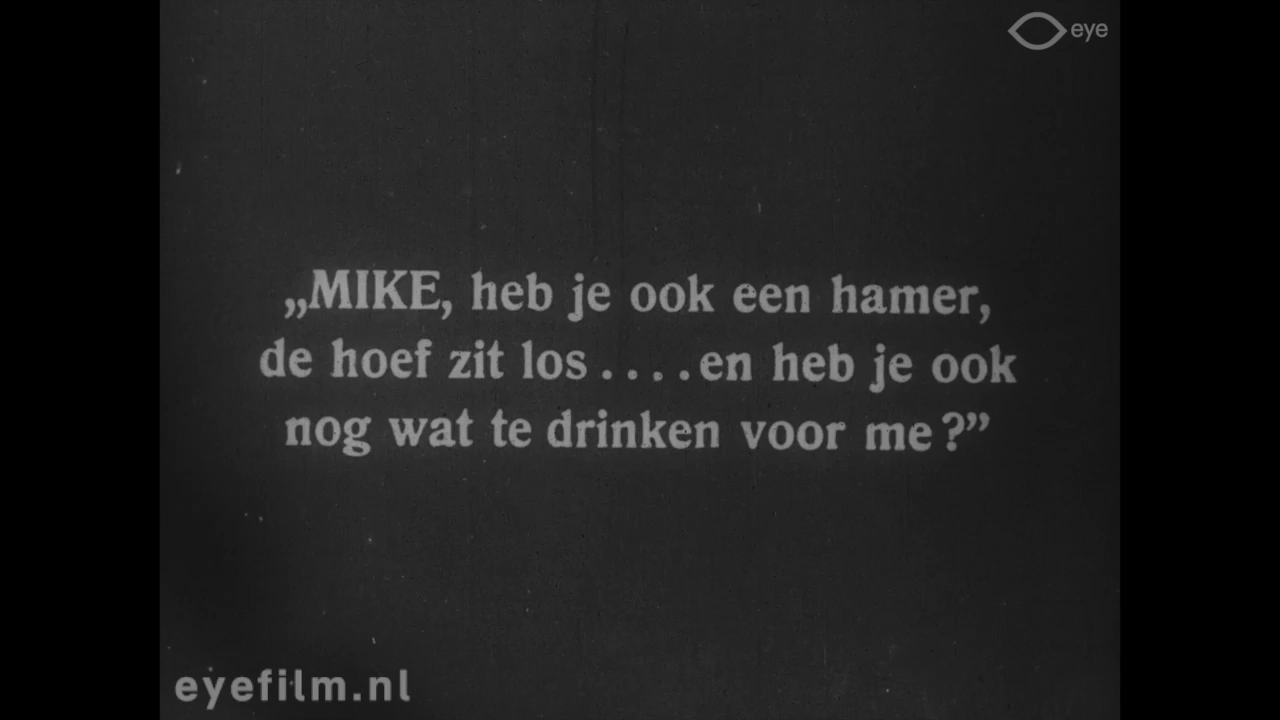 eye
„MIKE, heb je ook een hamer,
de hoef zit los....en heb je ook
nog wat te drinken voor me?”
eyefilm.nl